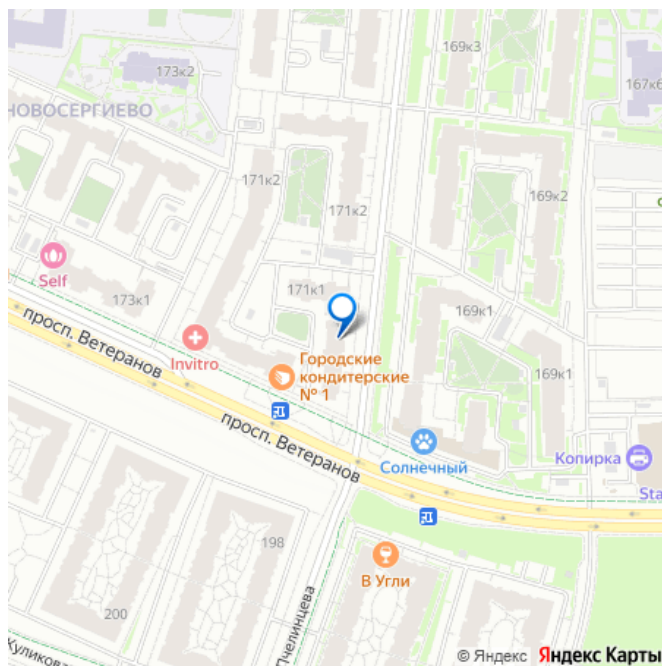 169к3
173к2
167к6
НОВОСЕРГИЕВО
171к2
169к2
171к2
Self
171к1
173к1
169к1
просп. Ветеранов
Invitro
Городские
кондитерские
№ 1
169к1
просп. Ветеранов
Солнечный
Копирка
Sta
198
В Угли
200
Пчелинцева
Куликова
© Яндекс Яндекс Карты